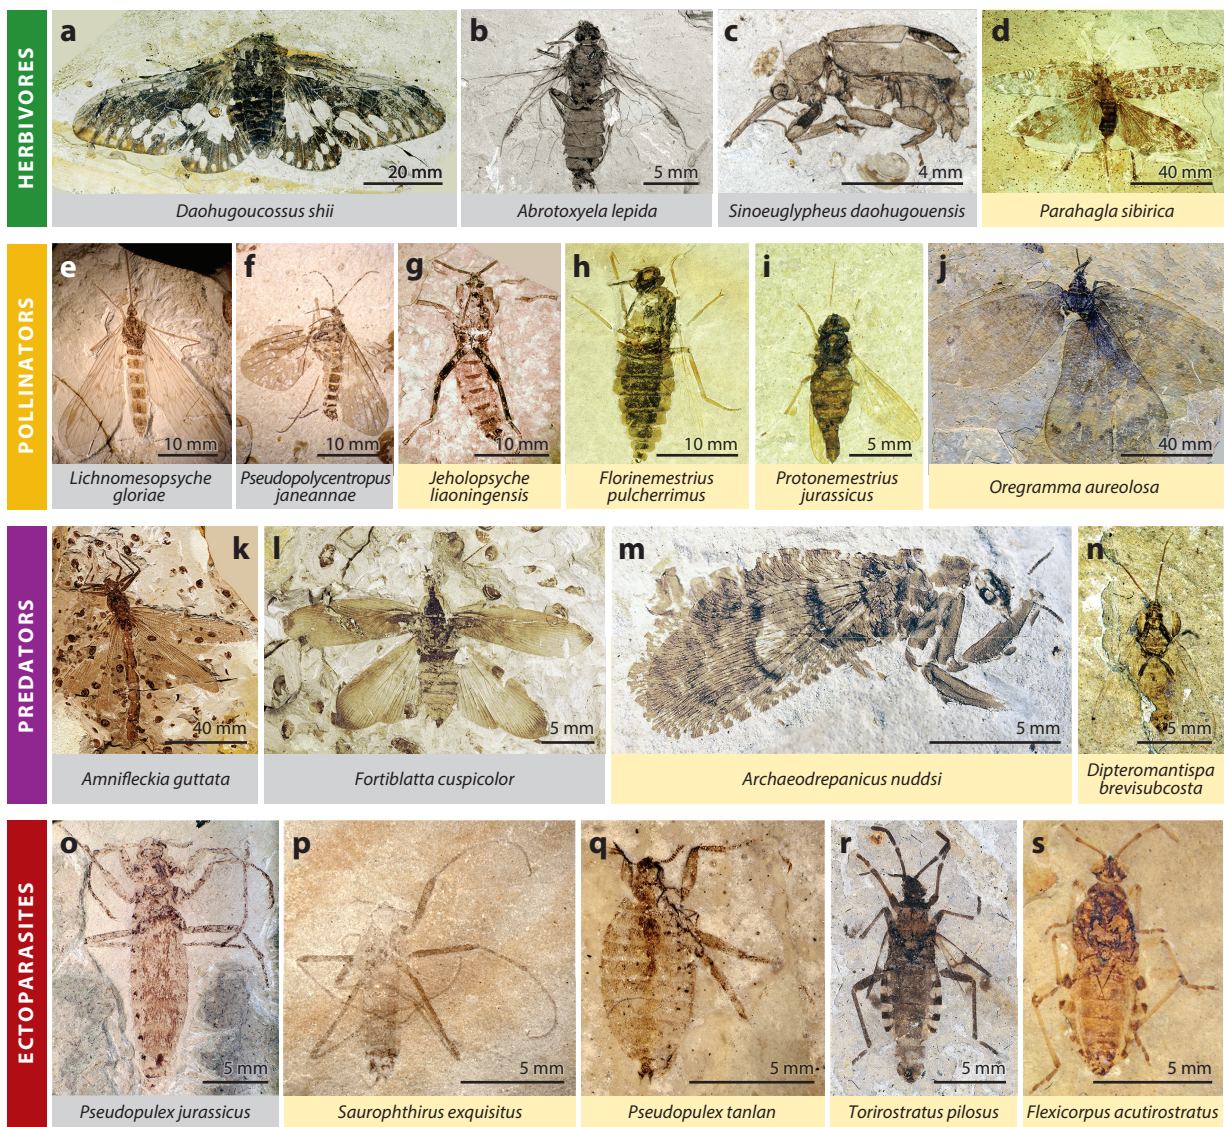 HERBIVORES
a
20 mm
Daohugoucossus shii
b
5 mm
Abrotoxyela lepida
c
4 mm
Sinoeuglypheus daohugouensis
d
40 mm
Parahagla sibirica
POLLINATORS
e
10 mm
Lichnomesopsyche
gloriae
f
10 mm
Pseudopolycentropus
janeannae
g
10 mm
Jeholopsyche
liaoningensis
h
10 mm
Florinemestrius
pulcherrimus
i
5 mm
Protonemestrius
jurassicus
j
40 mm
Oregramma aureolosa
PREDATORS
k
40 mm
Amnifleckia guttata
l
5 mm
Fortiblatta cuspicolor
m
5 mm
Archaeodrepanicus nuddsi
n
5 mm
Dipteromantispa
brevisubcosta
ECTOPARASITES
o
5 mm
Pseudopulex jurassicus
p
5 mm
Saurophthirus exquisitus
q
5 mm
Pseudopulex tanlan
r
5 mm
Torirostratus pilosus
s
5 mm
Flexicorpus acutirostratus